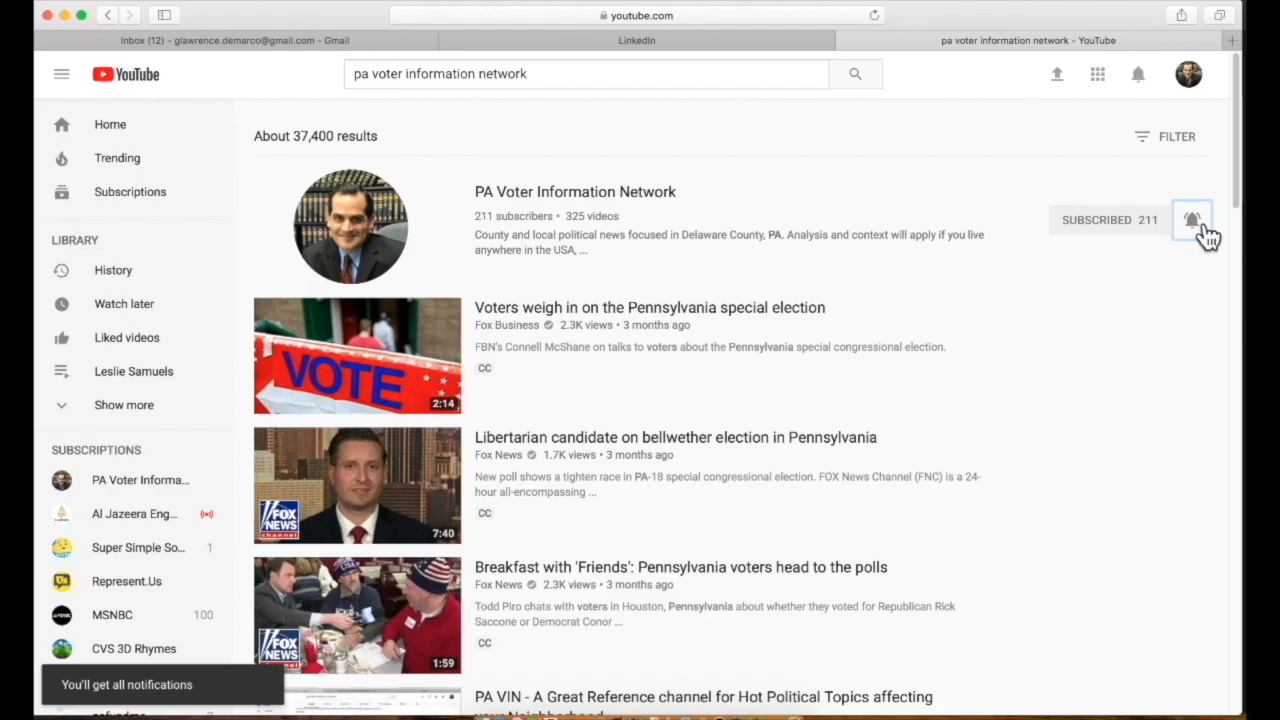 youtube.com
Inbox (12) - glawrence.demarco@gmail.com - Gmail
LinkedIn
pa voter information network - YouTube
YouTube
pa voter information network
Home
Trending
Subscriptions
LIBRARY
History
Watch later
Liked videos
Leslie Samuels
Show more
SUBSCRIPTIONS
PA Voter Informa...
Al Jazeera Eng...
Super Simple So... 1
Represent.Us
MSNBC 100
CVS 3D Rhymes
You'll get all notifications
About 37,400 results
FILTER
PA Voter Information Network
211 subscribers • 325 videos
County and local political news focused in Delaware County, PA. Analysis and context will apply if you live
anywhere in the USA, ...
SUBSCRIBED 211
VOTE
2:14
Voters weigh in on the Pennsylvania special election
Fox Business 2.3K views • 3 months ago
FBN's Connell McShane on talks to voters about the Pennsylvania special congressional election.
CC
FOX
NEWS
channel
7:40
Libertarian candidate on bellwether election in Pennsylvania
Fox News 1.7K views • 3 months ago
New poll shows a tighten race in PA-18 special congressional election. FOX News Channel (FNC) is a 24-
hour all-encompassing ...
CC
FOX
NEWS
channel
1:59
Breakfast with 'Friends': Pennsylvania voters head to the polls
Fox News 2.3K views • 3 months ago
Todd Piro chats with voters in Houston, Pennsylvania about whether they voted for Republican Rick
Saccone or Democrat Conor ...
CC
PA VIN - A Great Reference channel for Hot Political Topics affecting